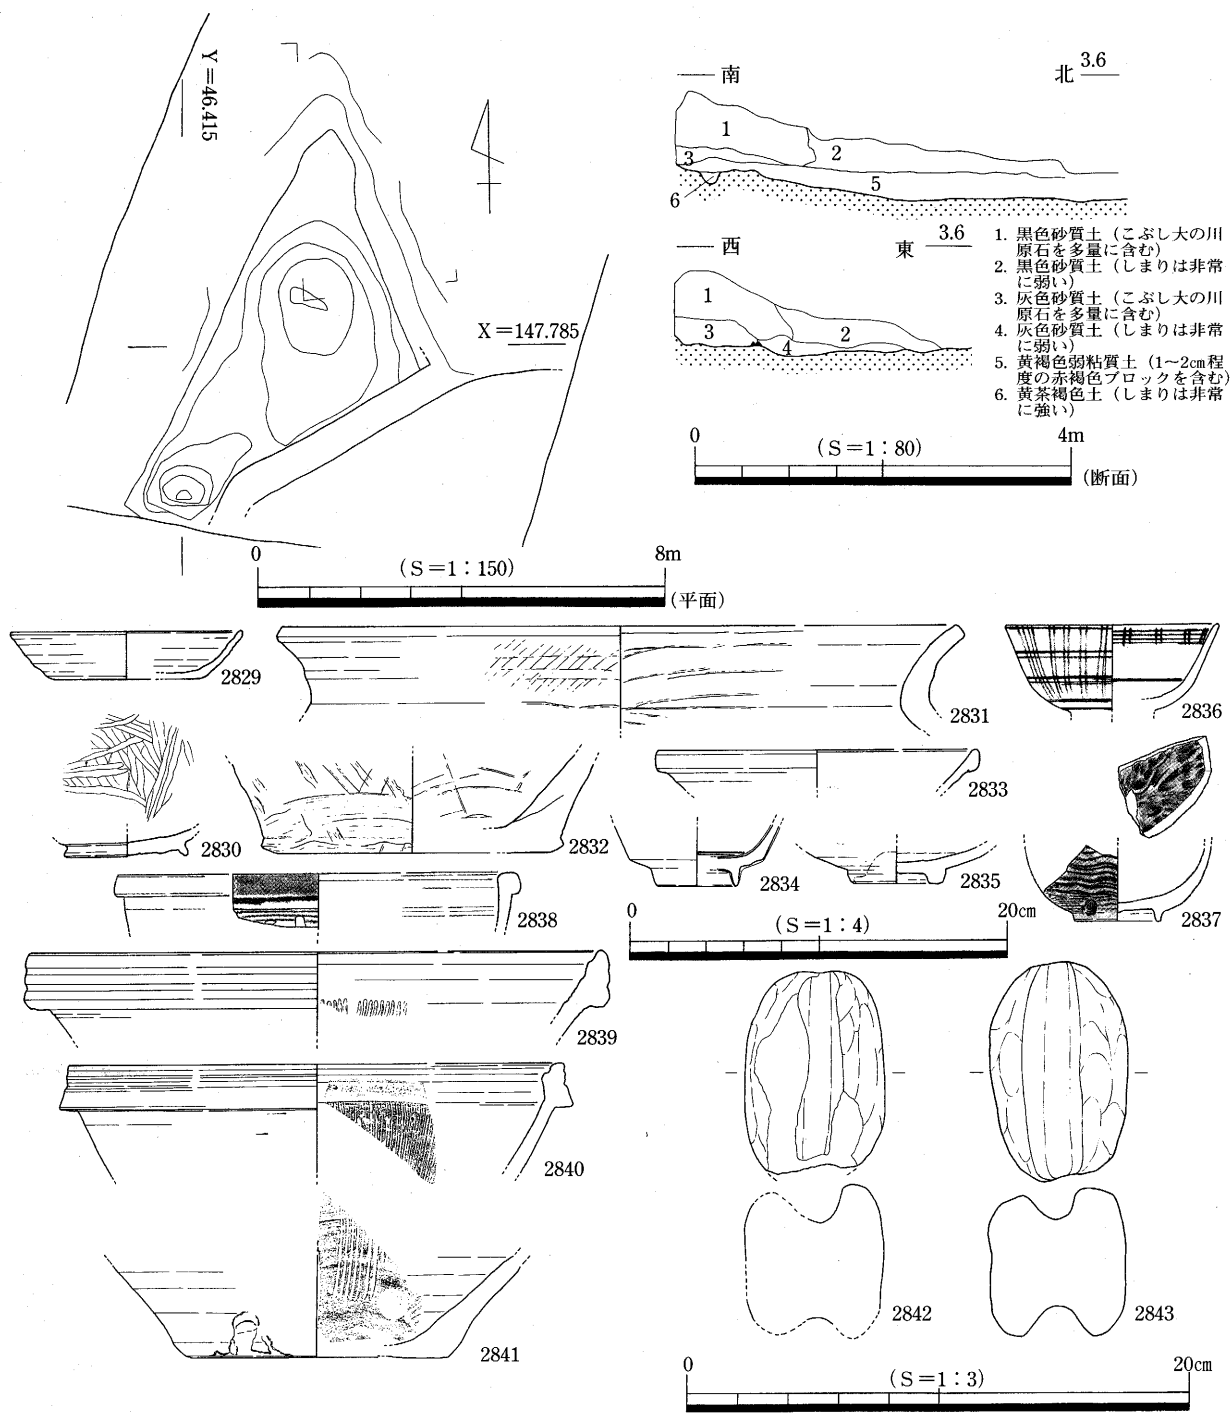 Y＝46.415
X＝147.785
南
北 3.6
1
2
3
5
6
西
東 3.6
1
2
3
4
1. 黒色砂質土（こぶし大の川
原石を多量に含む）
2. 黒色砂質土（しまりは非常
に弱い）
3. 灰色砂質土（こぶし大の川
原石を多量に含む）
4. 灰色砂質土（しまりは非常
に弱い）
5. 黄褐色弱粘質土（1～2㎝程
度の赤褐色ブロックを含む）
6. 黄茶褐色土（しまりは非常
に強い）
0 （S＝1：80） 4m
（断面）
0 （S＝1：150） 8m
（平面）
2829
2831
2836
2830
2832
2833
2834
2835
2837
2838
0 （S＝1：4） 20㎝
2839
2840
2841
2842
2843
0 （S＝1：3） 20㎝